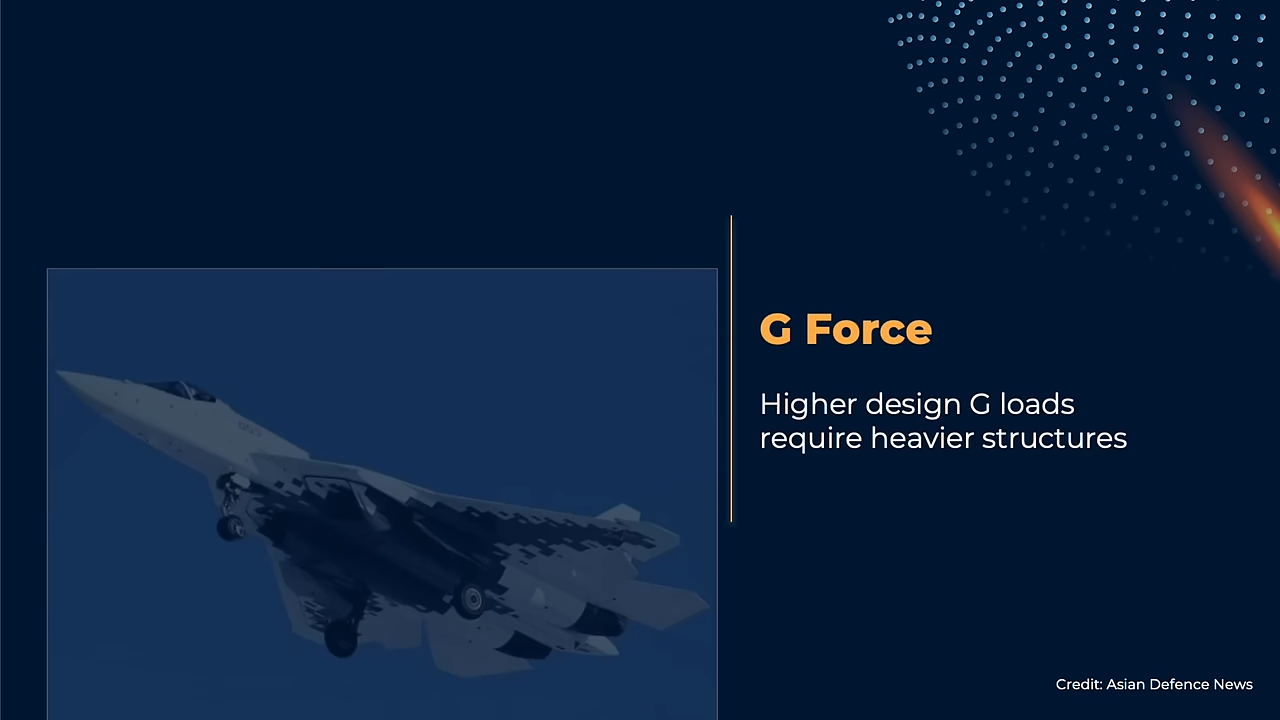 G Force
Higher design G loads
require heavier structures
Credit: Asian Defence News